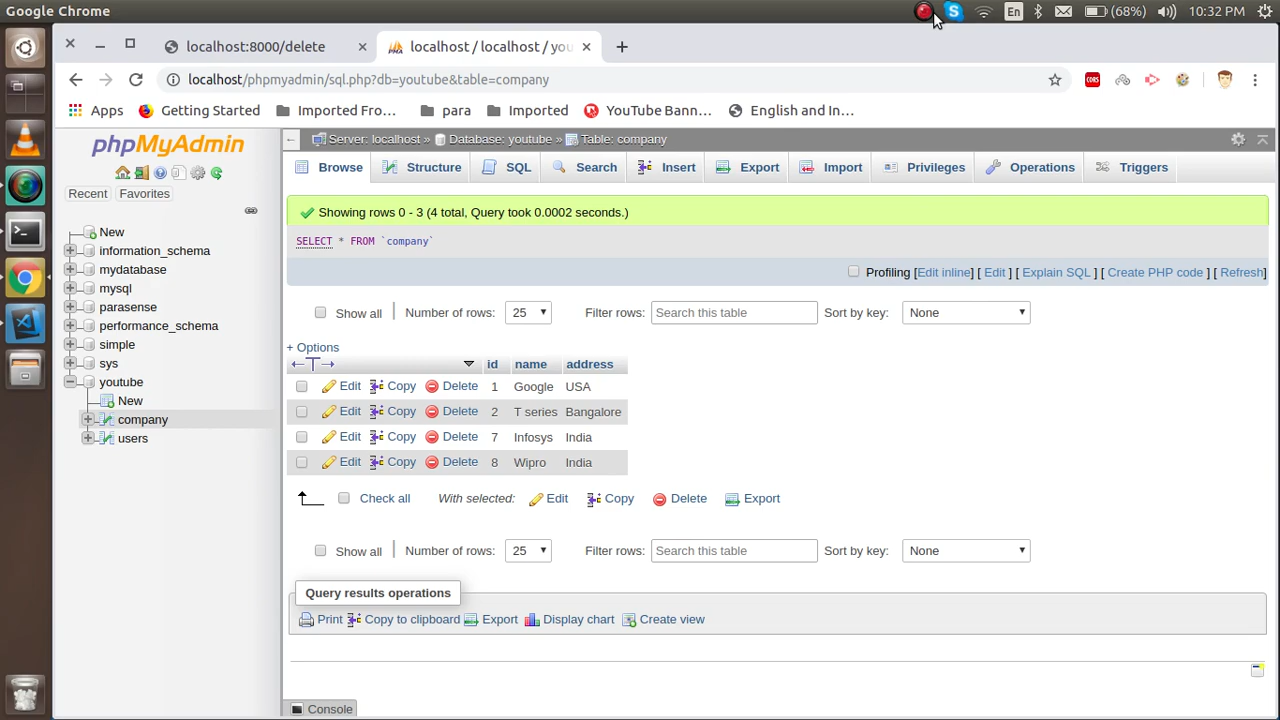 Google Chrome
En
(68%)
10:32 PM
localhost:8000/delete
localhost / localhost / you
localhost/phpmyadmin/sql.php?db=youtube&table=company
CORS
Apps
Getting Started
Imported Fro...
para
Imported
YouTube Bann...
English and In...
phpMyAdmin
Recent
Favorites
New
information_schema
mydatabase
mysql
parasense
performance_schema
simple
sys
youtube
New
company
users
Server: localhost » Database: youtube » Table: company
Browse
Structure
SQL
Search
Insert
Export
Import
Privileges
Operations
Triggers
Showing rows 0 - 3 (4 total, Query took 0.0002 seconds.)
SELECT * FROM `company`
Profiling [Edit inline] [ Edit ] [ Explain SQL ] [ Create PHP code ] [ Refresh]
Show all
Number of rows: 25
Filter rows: Search this table
Sort by key: None
+ Options
id name address
Edit Copy Delete 1 Google USA
Edit Copy Delete 2 T series Bangalore
Edit Copy Delete 7 Infosys India
Edit Copy Delete 8 Wipro India
Check all With selected: Edit Copy Delete Export
Show all
Number of rows: 25
Filter rows: Search this table
Sort by key: None
Query results operations
Print Copy to clipboard Export Display chart Create view
Console